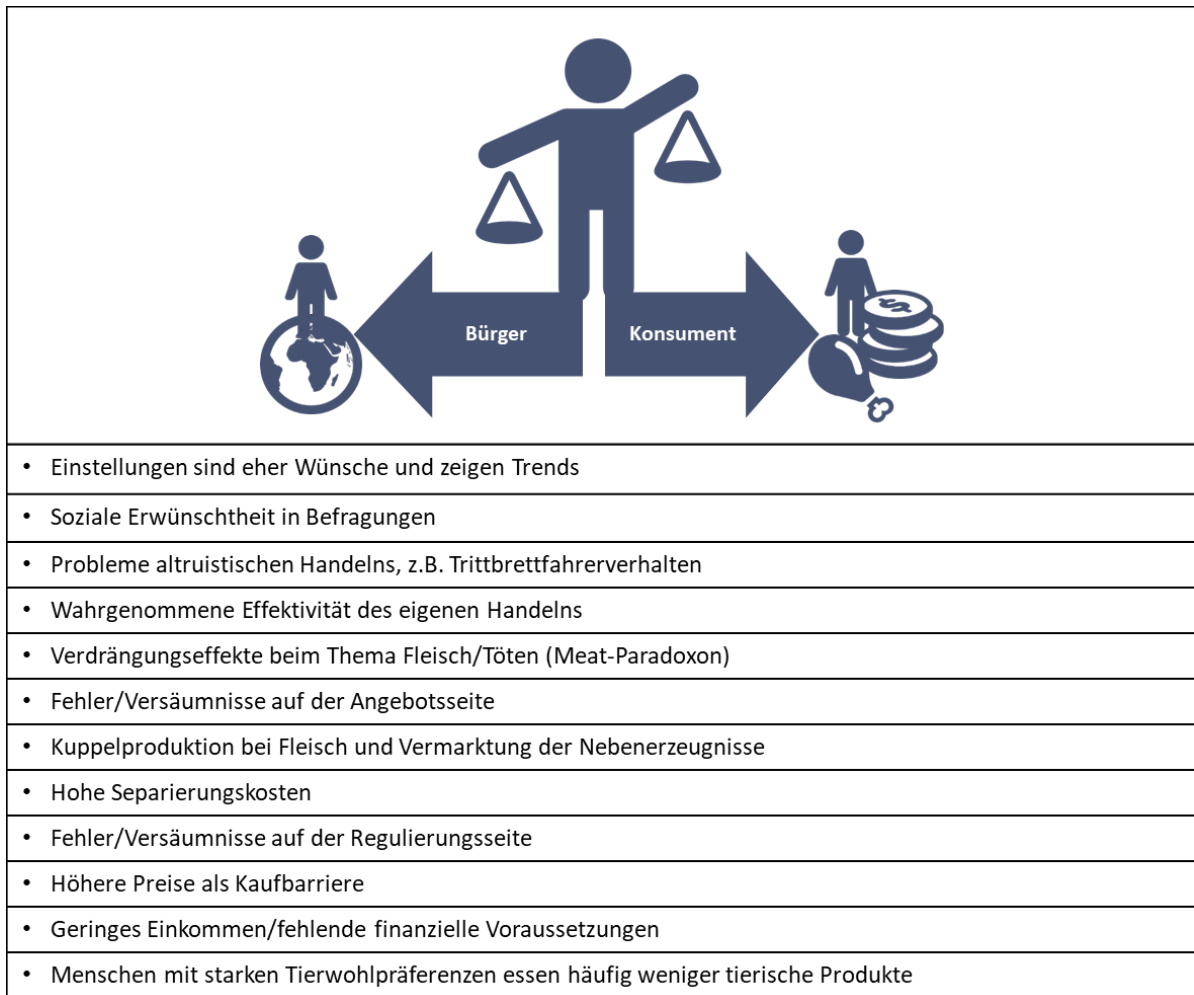 Bürger
Konsument
• Einstellungen sind eher Wünsche und zeigen Trends
• Soziale Erwünschtheit in Befragungen
• Probleme altruistischen Handelns, z.B. Trittbrettfahrerverhalten
• Wahrgenommene Effektivität des eigenen Handelns
• Verdrängungseffekte beim Thema Fleisch/Töten (Meat-Paradoxon)
• Fehler/Versäumnisse auf der Angebotsseite
• Kuppelproduktion bei Fleisch und Vermarktung der Nebenerzeugnisse
• Hohe Separierungskosten
• Fehler/Versäumnisse auf der Regulierungsseite
• Höhere Preise als Kaufbarriere
• Geringes Einkommen/fehlende finanzielle Voraussetzungen
• Menschen mit starken Tierwohlpräferenzen essen häufig weniger tierische Produkte